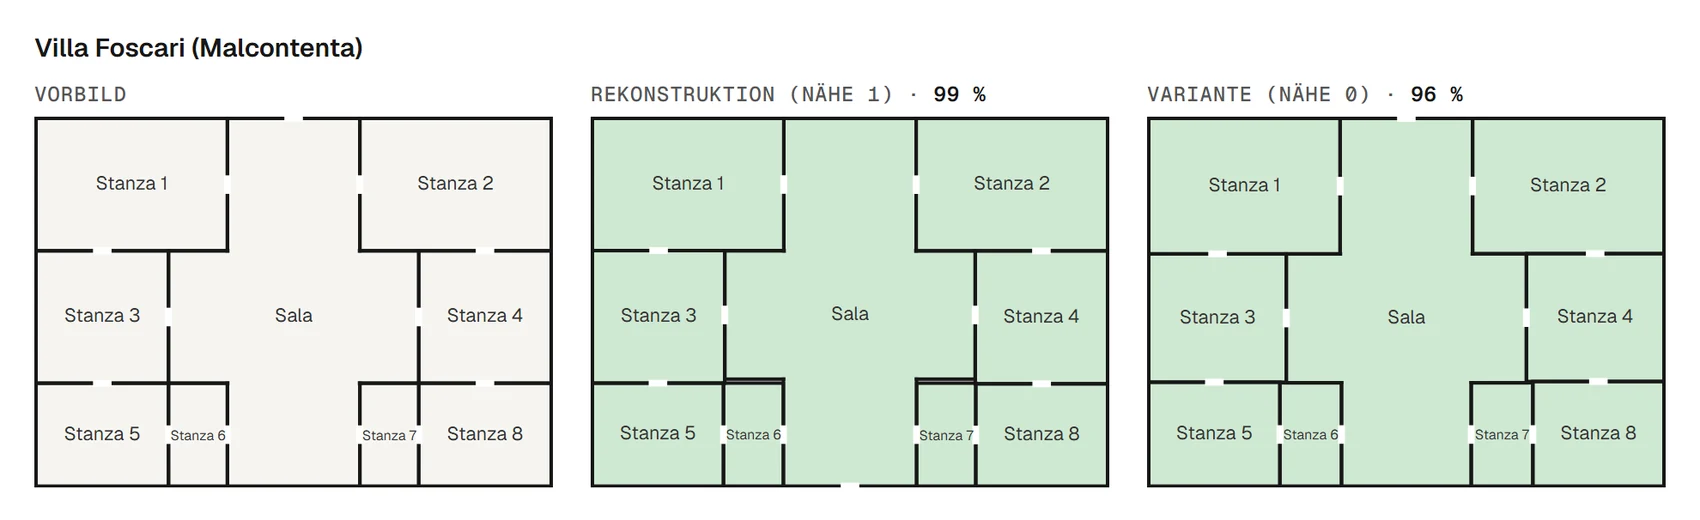 Villa Foscari (Malcontenta)
VORBILD
REKONSTRUKTION (NÄHE 1) · 99 %
VARIANTE (NÄHE 0) · 96 %
Stanza 1
Stanza 2
Stanza 3
Sala
Stanza 4
Stanza 5
Stanza 6
Stanza 7
Stanza 8
Stanza 1
Stanza 2
Stanza 3
Sala
Stanza 4
Stanza 5
Stanza 6
Stanza 7
Stanza 8
Stanza 1
Stanza 2
Stanza 3
Sala
Stanza 4
Stanza 5
Stanza 6
Stanza 7
Stanza 8